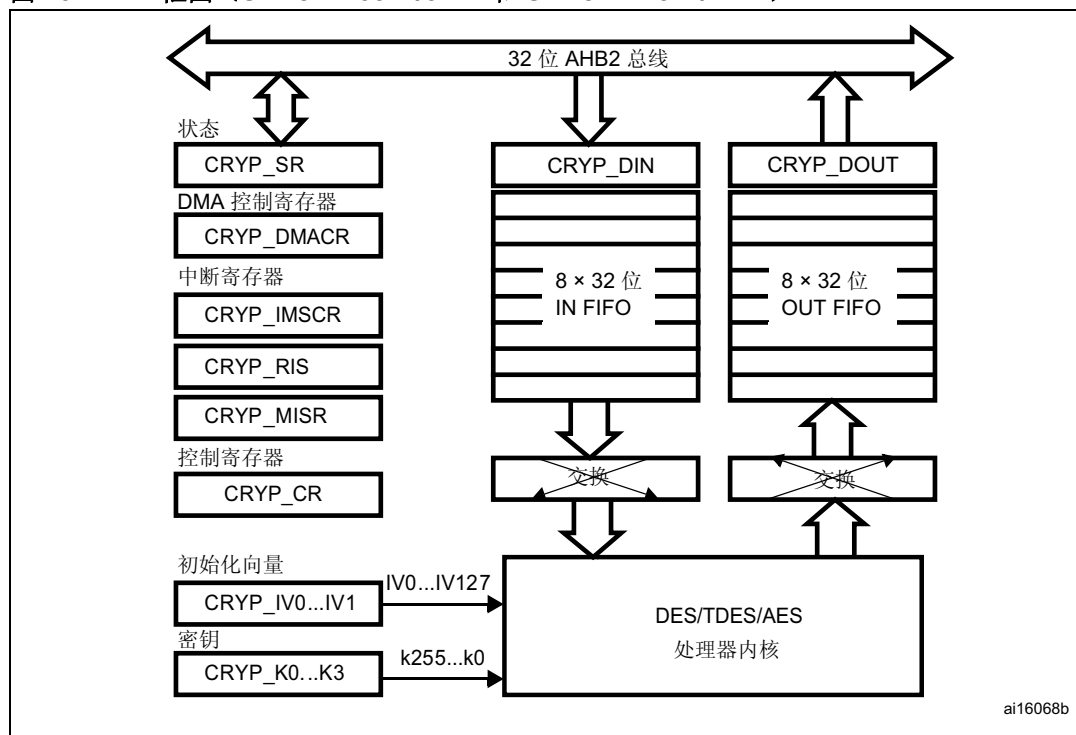 32 位 AHB2 总线
状态
CRYP_SR
DMA 控制寄存器
CRYP_DMACR
中断寄存器
CRYP_IMSCR
CRYP_RIS
CRYP_MISR
控制寄存器
CRYP_CR
初始化向量
CRYP_IV0...IV1
密钥
CRYP_K0...K3
IV0...IV127
k255...k0
CRYP_DIN
8 × 32 位
IN FIFO
交换
CRYP_DOUT
8 × 32 位
OUT FIFO
交换
DES/TDES/AES
处理器内核
ai16068b